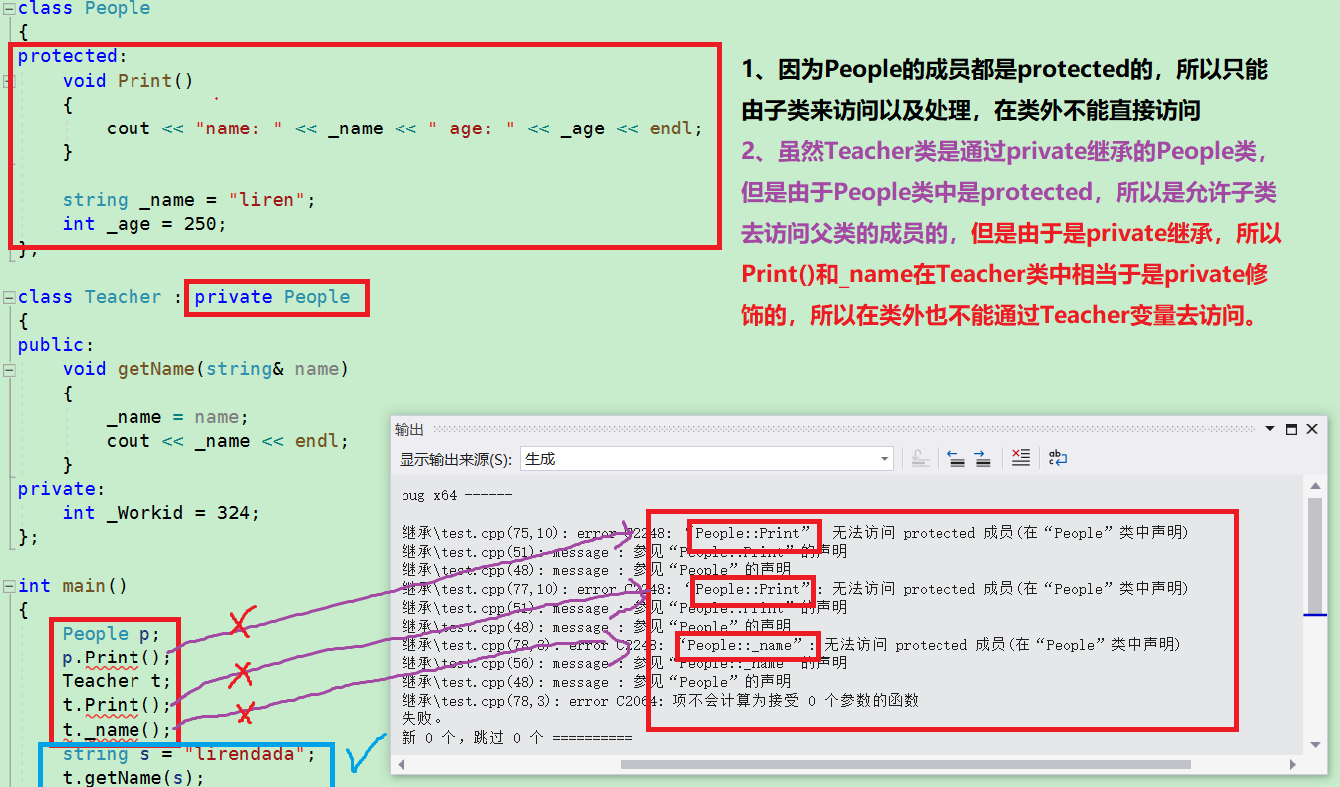 class People
{
protected:
void Print()
{
cout << "name: " << _name << " age: " << _age << endl;
}
string _name = "liren";
int _age = 250;
};
class Teacher : private People
{
public:
void getName(string& name)
{
_name = name;
cout << _name << endl;
}
private:
int _Workid = 324;
};
int main()
{
People p;
p.Print();
Teacher t;
t.Print();
t._name();
string s = "lirendada";
t.getName(s);
1、因为People的成员都是protected的，所以只能
由子类来访问以及处理，在类外不能直接访问
2、虽然Teacher类是通过private继承的People类，
但是由于People类中是protected，所以是允许子类
去访问父类的成员的，但是由于是private继承，所以
Print()和_name在Teacher类中相当于是private修
饰的，所以在类外也不能通过Teacher变量去访问。
输出
显示输出来源(S): 生成
bug x64 ------
继承\test.cpp(75,10): error C2248: “People::Print”: 无法访问 protected 成员(在“People”类中声明)
继承\test.cpp(51): message : 参见“People::Print”的声明
继承\test.cpp(48): message : 参见“People”的声明
继承\test.cpp(77,10): error C2248: “People::Print”: 无法访问 protected 成员(在“People”类中声明)
继承\test.cpp(51): message : 参见“People::Print”的声明
继承\test.cpp(48): message : 参见“People”的声明
继承\test.cpp(78,3): error C2248: “People::_name”: 无法访问 protected 成员(在“People”类中声明)
继承\test.cpp(56): message : 参见“People::_name”的声明
继承\test.cpp(48): message : 参见“People”的声明
继承\test.cpp(78,3): error C2064: 项不会计算为接受 0 个参数的函数
失败。
新 0 个，跳过 0 个 ==========